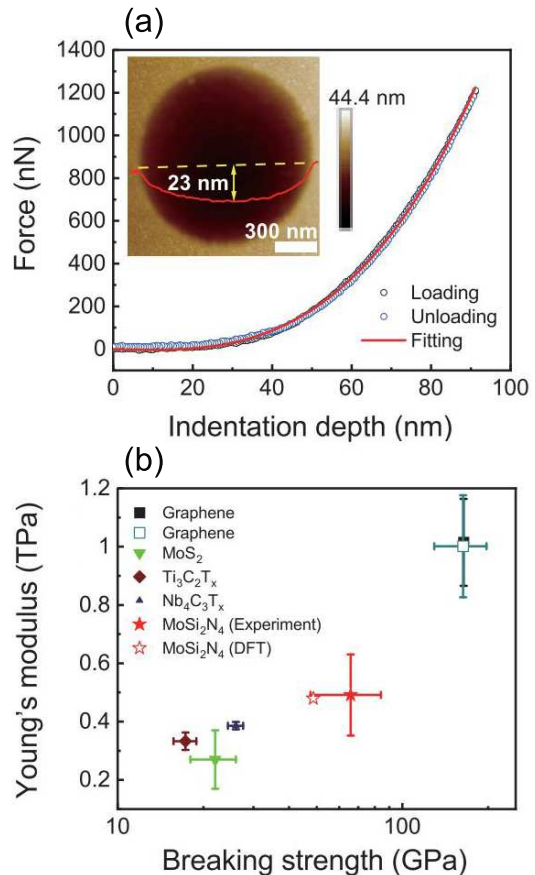 (a)
1400
1200
1000
800
600
400
200
0
Force (nN)
44.4 nm
23 nm
300 nm
Loading
Unloading
Fitting
0 20 40 60 80 100
Indentation depth (nm)
(b)
1.2
1
0.8
0.6
0.4
0.2
Young's modulus (TPa)
Graphene
Graphene
MoS₂
Ti₃C₂Tₓ
Nb₄C₃Tₓ
MoSi₂N₄ (Experiment)
MoSi₂N₄ (DFT)
10 100
Breaking strength (GPa)